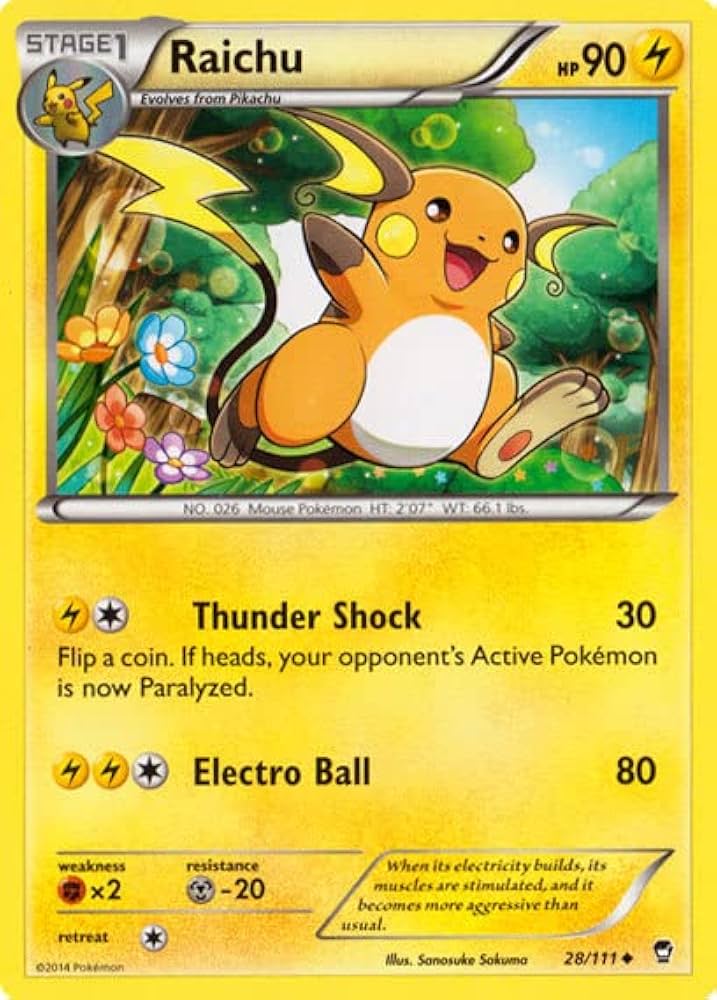 STAGE1
Raichu
HP90
Evolves from Pikachu
NO. 026 Mouse Pokémon HT: 2'07" WT: 66.1 lbs.
Thunder Shock 30
Flip a coin. If heads, your opponent's Active Pokémon
is now Paralyzed.
Electro Ball 80
weakness resistance
×2 -20
When its electricity builds, its
muscles are stimulated, and it
becomes more aggressive than
usual.
retreat
©2014 Pokémon
Illus. Sanosuke Sakuma 28/111